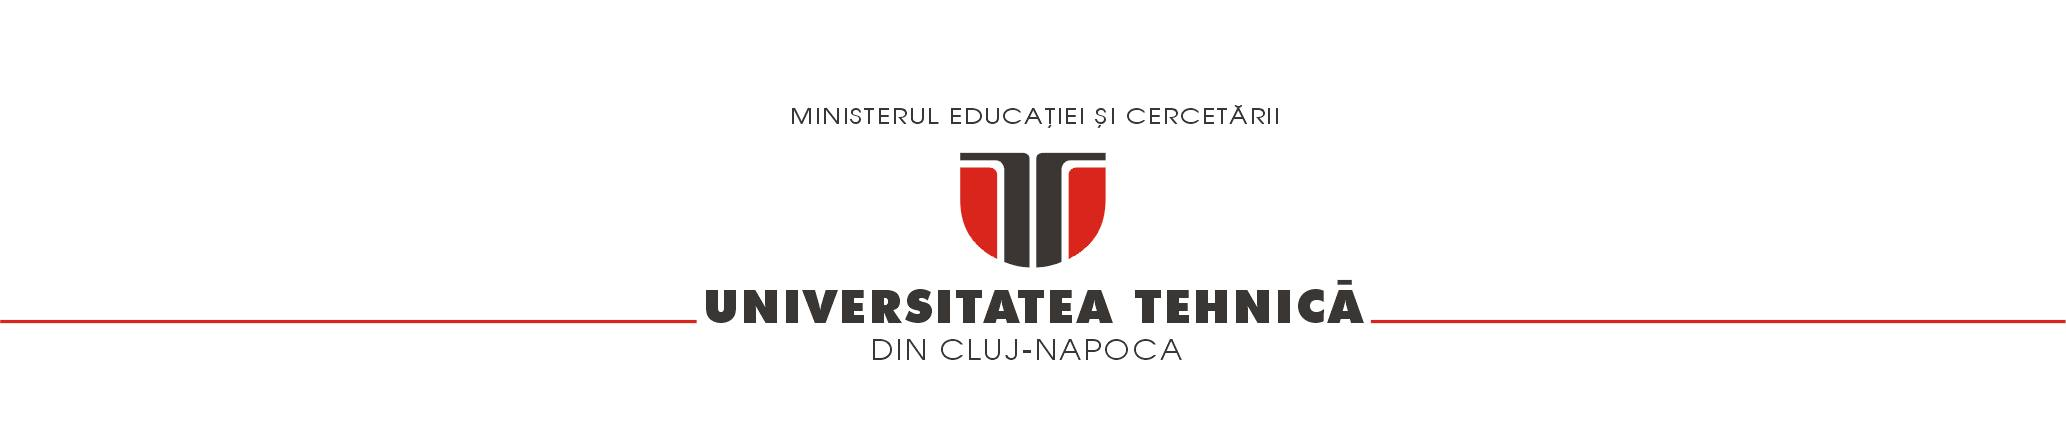 MINISTERUL EDUCAȚIEI ȘI CERCETĂRII
UNIVERSITATEA TEHNICĂ
DIN CLUJ-NAPOCA